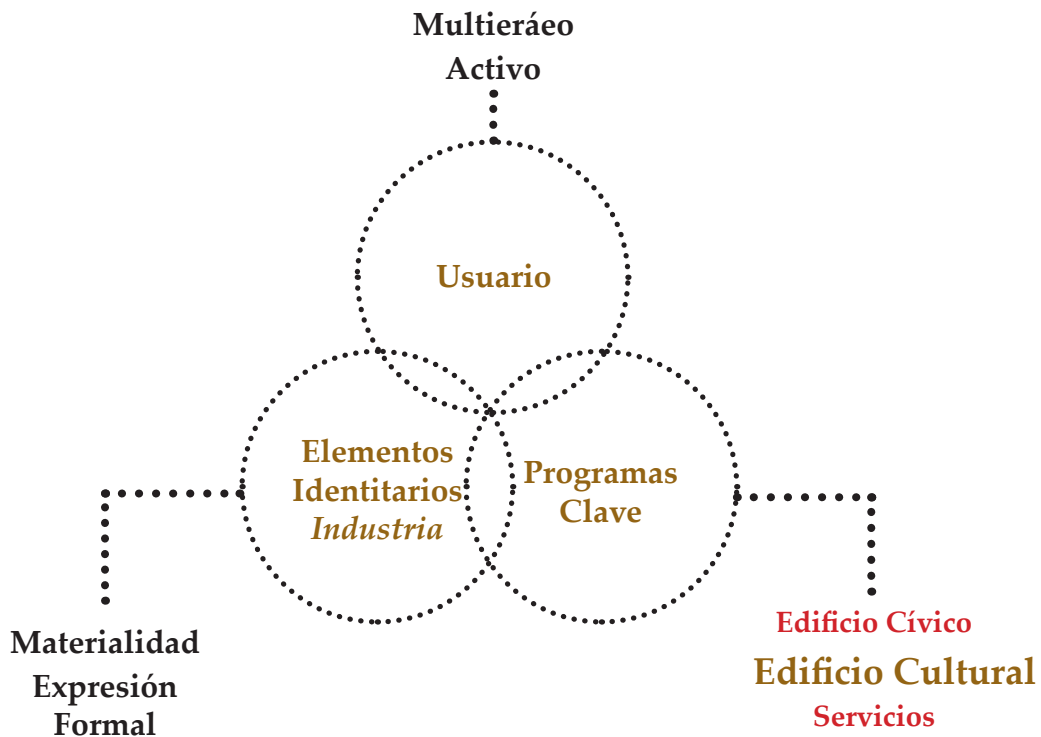 Multieráeo
Activo
Usuario
Elementos
Identitarios
Industria
Programas
Clave
Materialidad
Expresión
Formal
Edificio Cívico
Edificio Cultural
Servicios